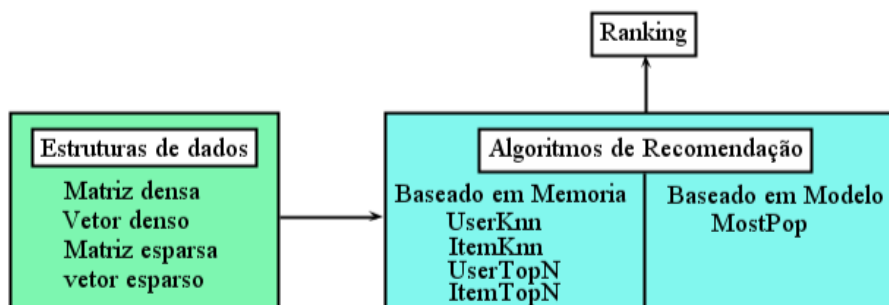 Ranking
Estruturas de dados
Matriz densa
Vetor denso
Matriz esparsa
vetor esparso
Algoritmos de Recomendação
Baseado em Memoria
UserKnn
ItemKnn
UserTopN
ItemTopN
Baseado em Modelo
MostPop